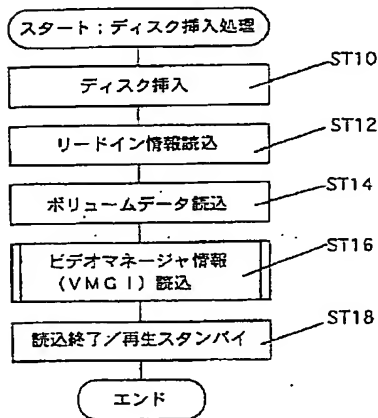 スタート;ディスク挿入処理
ST10
ディスク挿入
ST12
リードイン情報読込
ST14
ボリュームデータ読込
ST16
ビデオマネージャ情報
(VMGI)読込
ST18
読込終了/再生スタンバイ
エンド